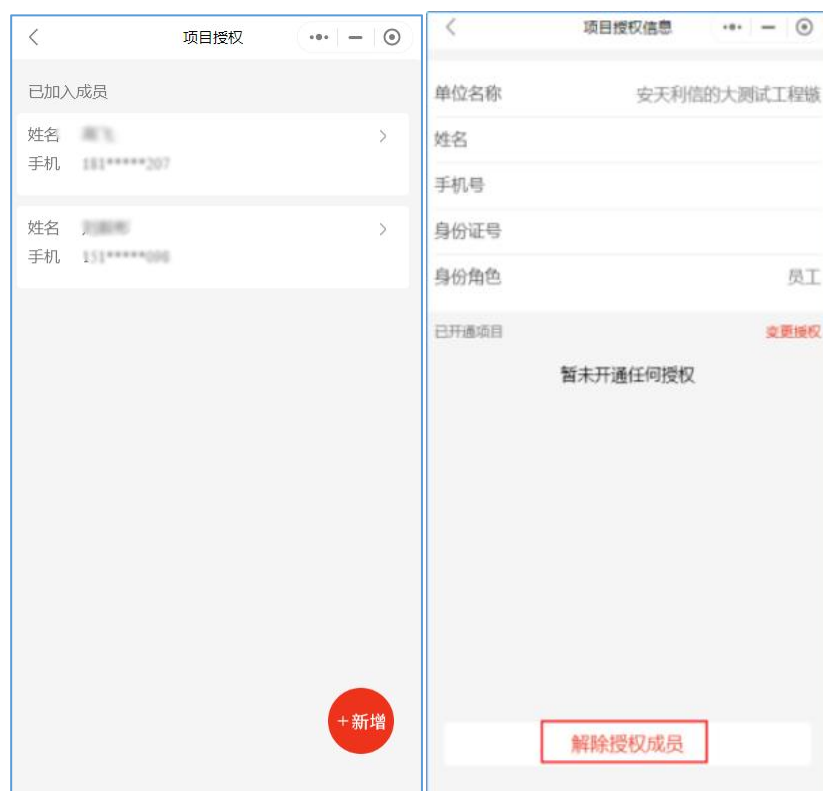 项目授权
已加入成员
姓名
手机 181*****207
姓名
手机 151*****098
+新增
项目授权信息
单位名称 安天利信的大测试工程
姓名
手机号
身份证号
身份角色 员工
已开通项目 变更授权
暂未开通任何授权
解除授权成员